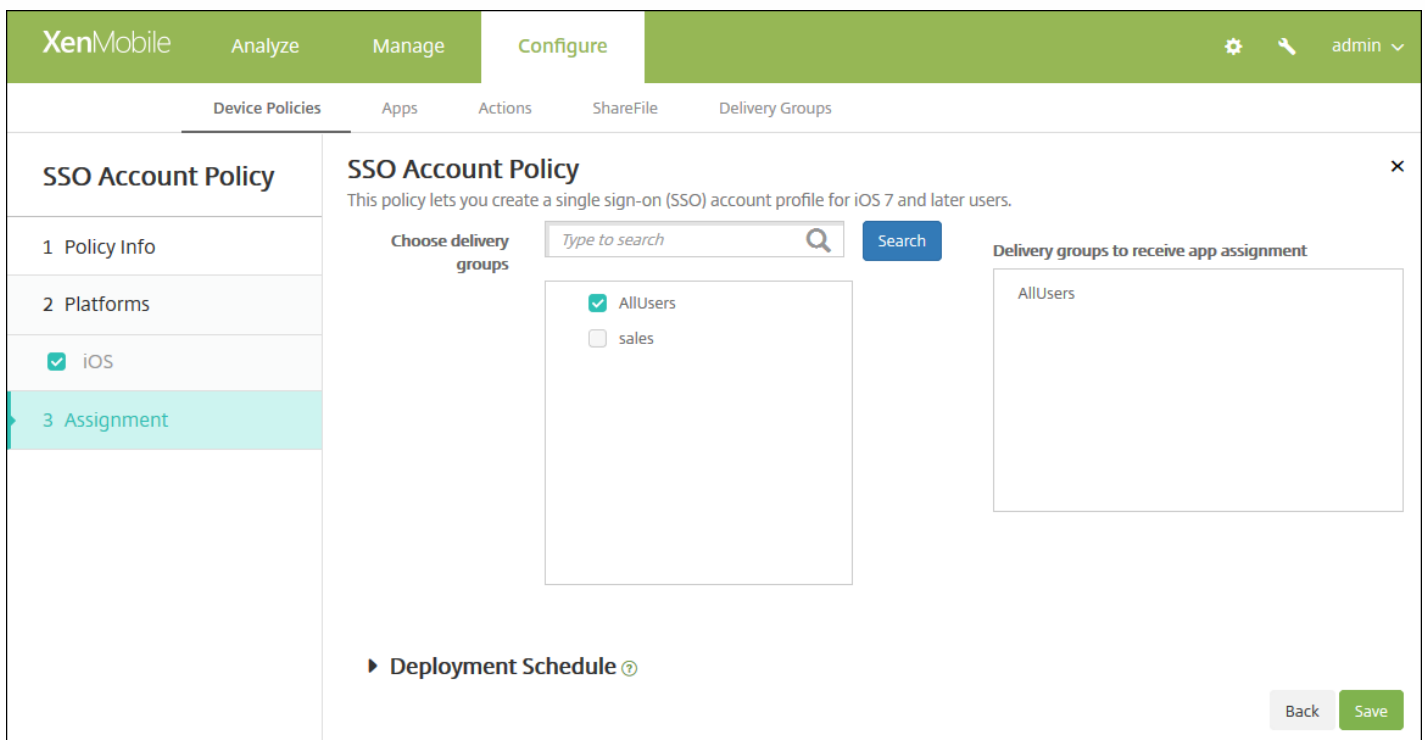 XenMobile Analyze Manage Configure admin
Device Policies Apps Actions ShareFile Delivery Groups
SSO Account Policy
1 Policy Info
2 Platforms
iOS
3 Assignment
SSO Account Policy
This policy lets you create a single sign-on (SSO) account profile for iOS 7 and later users.
Choose delivery
groups
Type to search
Search
AllUsers
sales
Delivery groups to receive app assignment
AllUsers
Deployment Schedule ?
Back Save